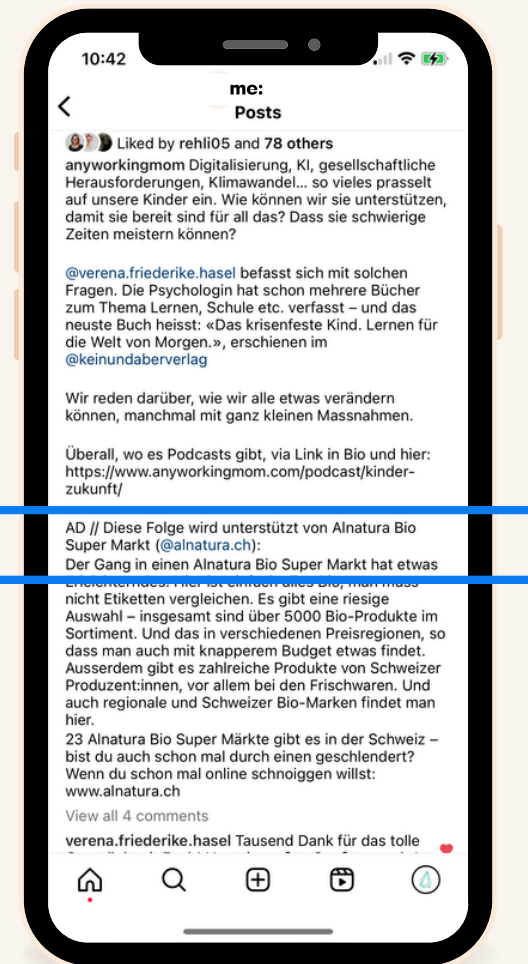 10:42
me:
Posts
Liked by rehli05 and 78 others
anyworkingmom Digitalisierung, KI, gesellschaftliche
Herausforderungen, Klimawandel... so vieles prasselt
auf unsere Kinder ein. Wie können wir sie unterstützen,
damit sie bereit sind für all das? Dass sie schwierige
Zeiten meistern können?
@verena.friederike.hasel befasst sich mit solchen
Fragen. Die Psychologin hat schon mehrere Bücher
zum Thema Lernen, Schule etc. verfasst – und das
neuste Buch heisst: «Das krisenfeste Kind. Lernen für
die Welt von Morgen.», erschienen im
@keinundaberverlag
Wir reden darüber, wie wir alle etwas verändern
können, manchmal mit ganz kleinen Massnahmen.
Überall, wo es Podcasts gibt, via Link in Bio und hier:
https://www.anyworkingmom.com/podcast/kinder-
zukunft/
AD // Diese Folge wird unterstützt von Alnatura Bio
Super Markt (@alnatura.ch):
Der Gang in einen Alnatura Bio Super Markt hat etwas
Hier ist einfach alles Bio, man muss
nicht Etiketten vergleichen. Es gibt eine riesige
Auswahl – insgesamt sind über 5000 Bio-Produkte im
Sortiment. Und das in verschiedenen Preisregionen, so
dass man auch mit knapperem Budget etwas findet.
Ausserdem gibt es zahlreiche Produkte von Schweizer
Produzent:innen, vor allem bei den Frischwaren. Und
auch regionale und Schweizer Bio-Marken findet man
hier.
23 Alnatura Bio Super Märkte gibt es in der Schweiz –
bist du auch schon mal durch einen geschlendert?
Wenn du schon mal online schnoiggen willst:
www.alnatura.ch
View all 4 comments
verena.friederike.hasel Tausend Dank für das tolle